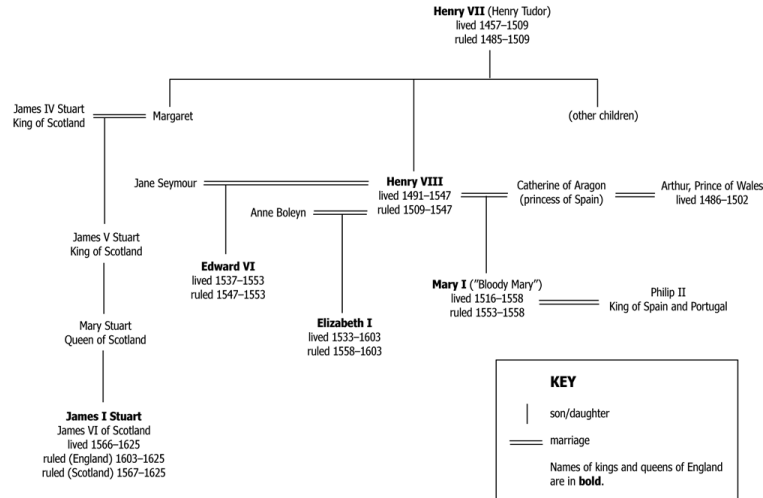 Henry VII (Henry Tudor)
lived 1457–1509
ruled 1485–1509
James IV Stuart
King of Scotland
Margaret
(other children)
Jane Seymour
Henry VIII
lived 1491–1547
ruled 1509–1547
Catherine of Aragon
(princess of Spain)
Arthur, Prince of Wales
lived 1486–1502
Anne Boleyn
James V Stuart
King of Scotland
Edward VI
lived 1537–1553
ruled 1547–1553
Mary I ("Bloody Mary")
lived 1516–1558
ruled 1553–1558
Philip II
King of Spain and Portugal
Mary Stuart
Queen of Scotland
Elizabeth I
lived 1533–1603
ruled 1558–1603
James I Stuart
James VI of Scotland
lived 1566–1625
ruled (England) 1603–1625
ruled (Scotland) 1567–1625
KEY
son/daughter
marriage
Names of kings and queens of England
are in bold.